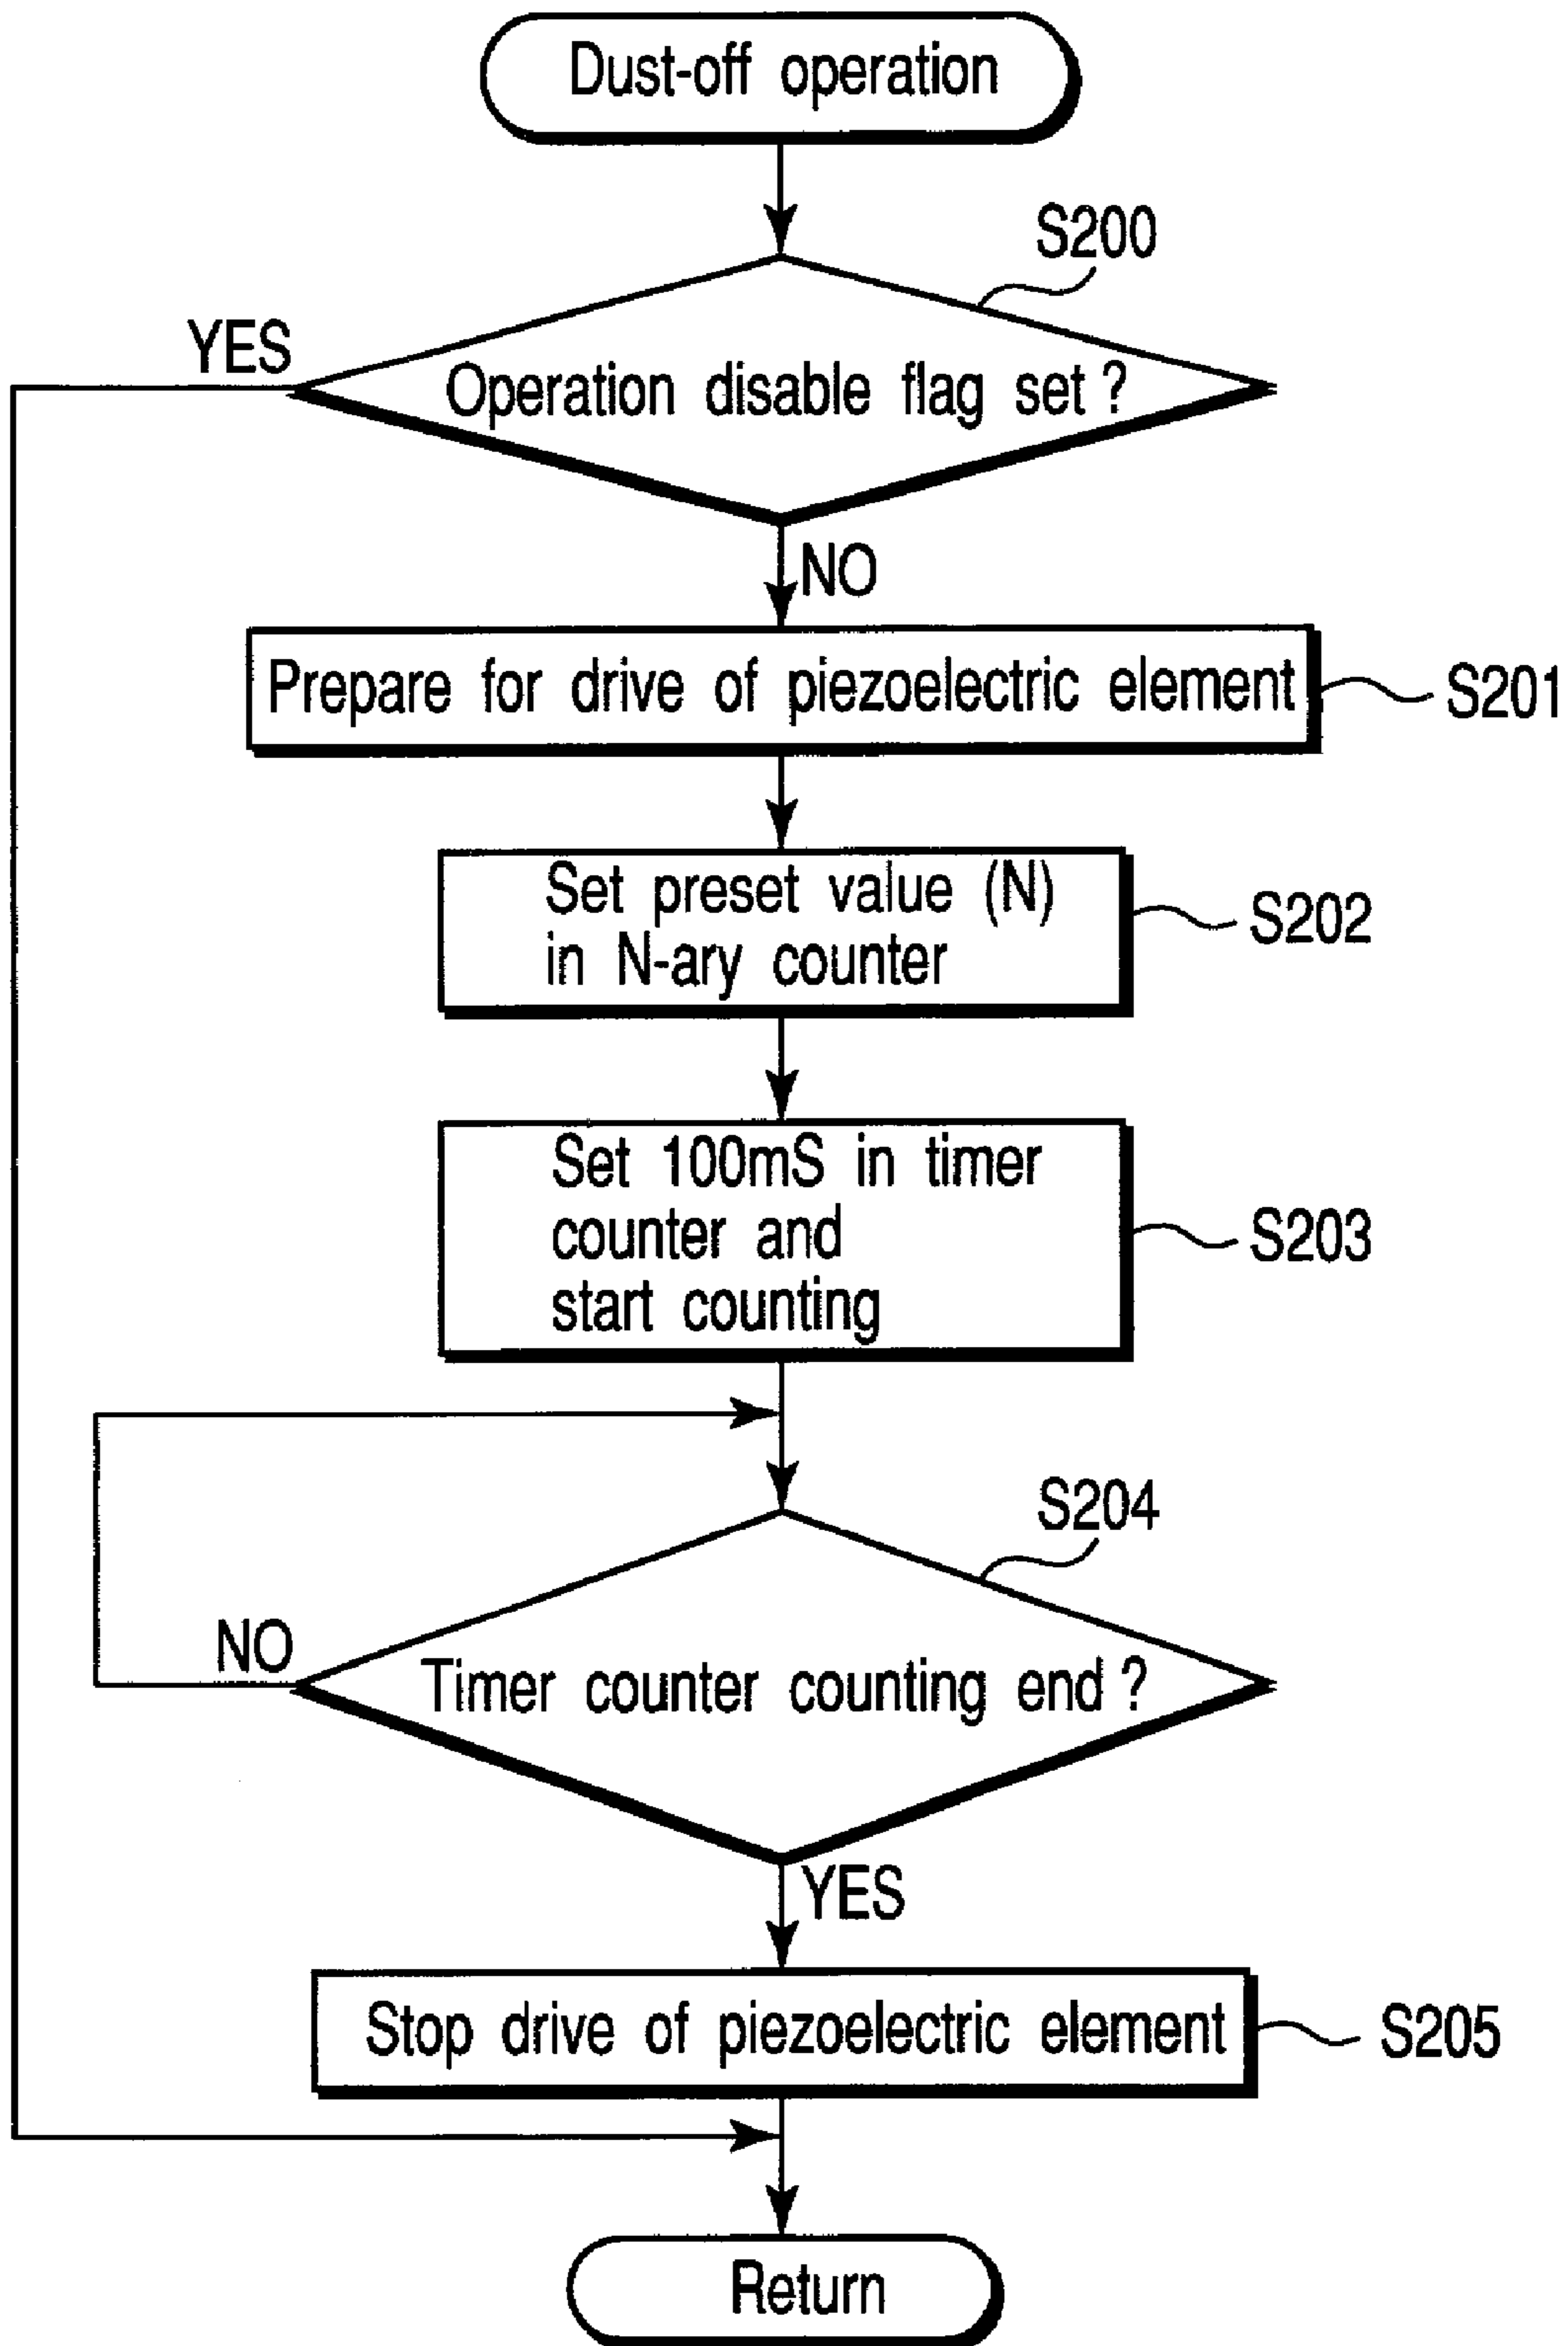 Dust-off operation
S200
YES
Operation disable flag set ?
NO
Prepare for drive of piezoelectric element
S201
Set preset value (N)
in N-ary counter
S202
Set 100mS in timer
counter and
start counting
S203
S204
NO
Timer counter counting end ?
YES
Stop drive of piezoelectric element
S205
Return